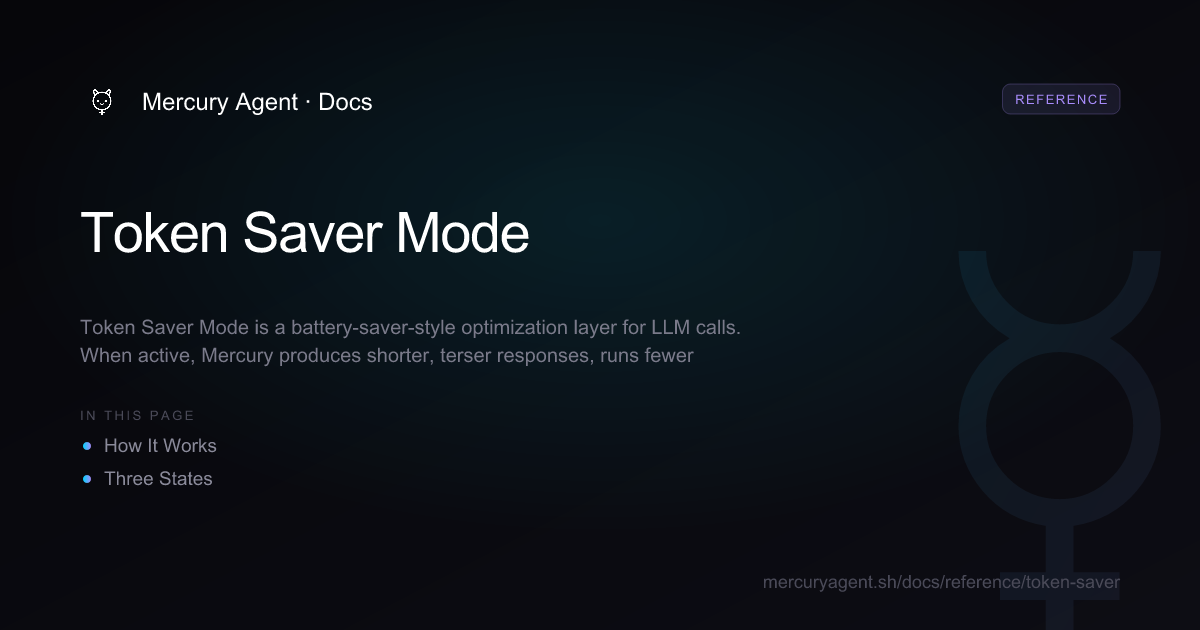 Mercury Agent · Docs
REFERENCE
Token Saver Mode
Token Saver Mode is a battery-saver-style optimization layer for LLM calls.
When active, Mercury produces shorter, terser responses, runs fewer
IN THIS PAGE
How It Works
Three States
mercuryagent.sh/docs/reference/token-saver